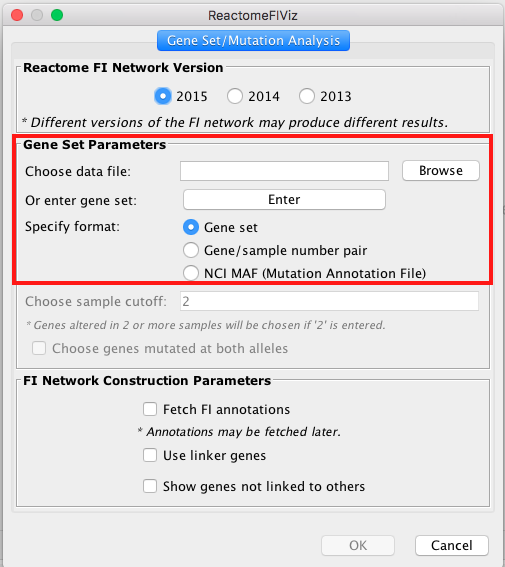 ReactomeFIViz
Gene Set/Mutation Analysis
Reactome FI Network Version
2015 2014 2013
* Different versions of the FI network may produce different results.
Gene Set Parameters
Choose data file: Browse
Or enter gene set: Enter
Specify format: Gene set
Gene/sample number pair
NCI MAF (Mutation Annotation File)
Choose sample cutoff: 2
* Genes altered in 2 or more samples will be chosen if '2' is entered.
Choose genes mutated at both alleles
FI Network Construction Parameters
Fetch FI annotations
* Annotations may be fetched later.
Use linker genes
Show genes not linked to others
OK Cancel